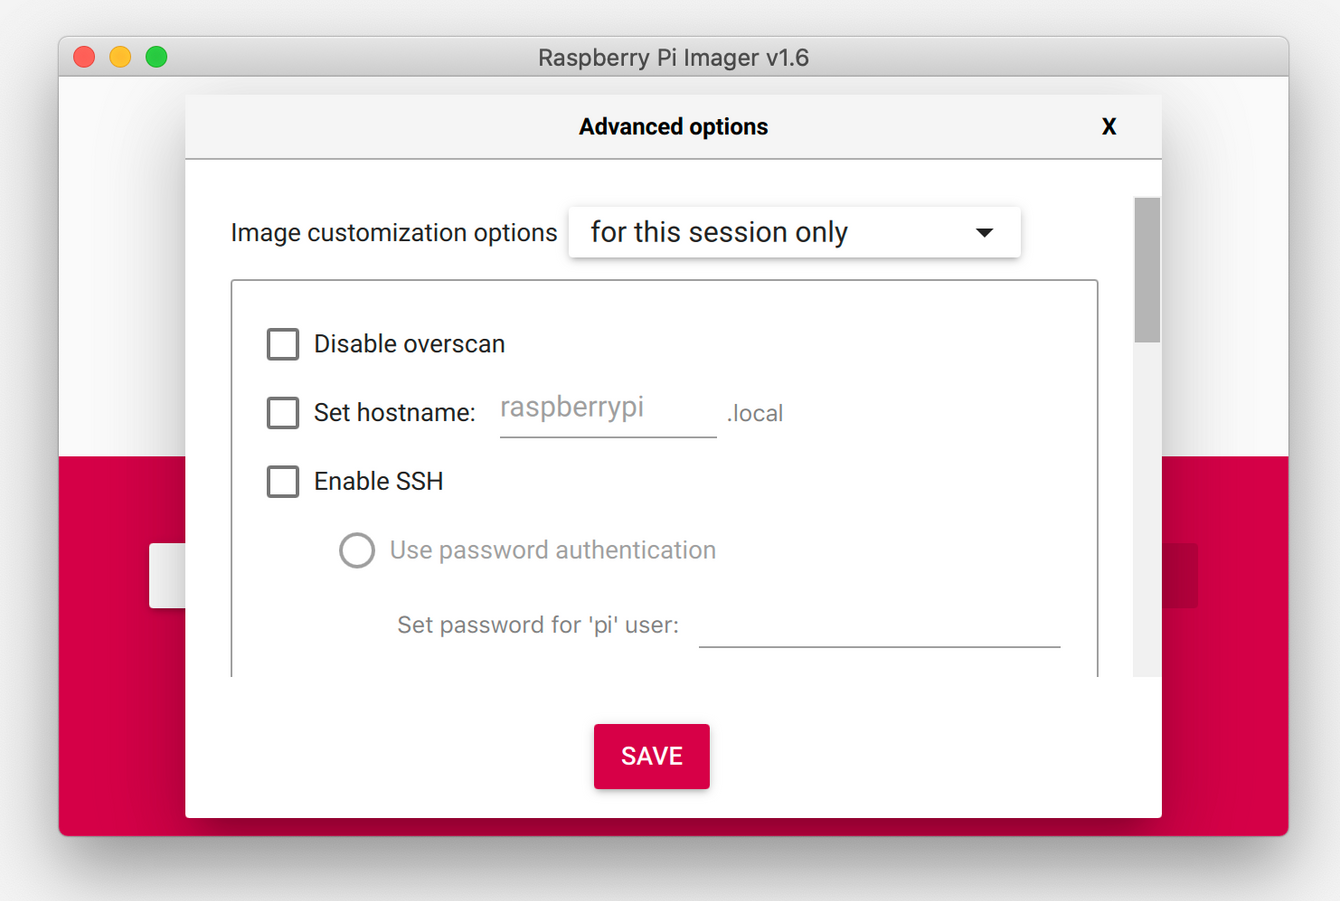 Raspberry Pi Imager v1.6
Advanced options X
Image customization options for this session only
Disable overscan
Set hostname: raspberrypi .local
Enable SSH
Use password authentication
Set password for 'pi' user:
SAVE